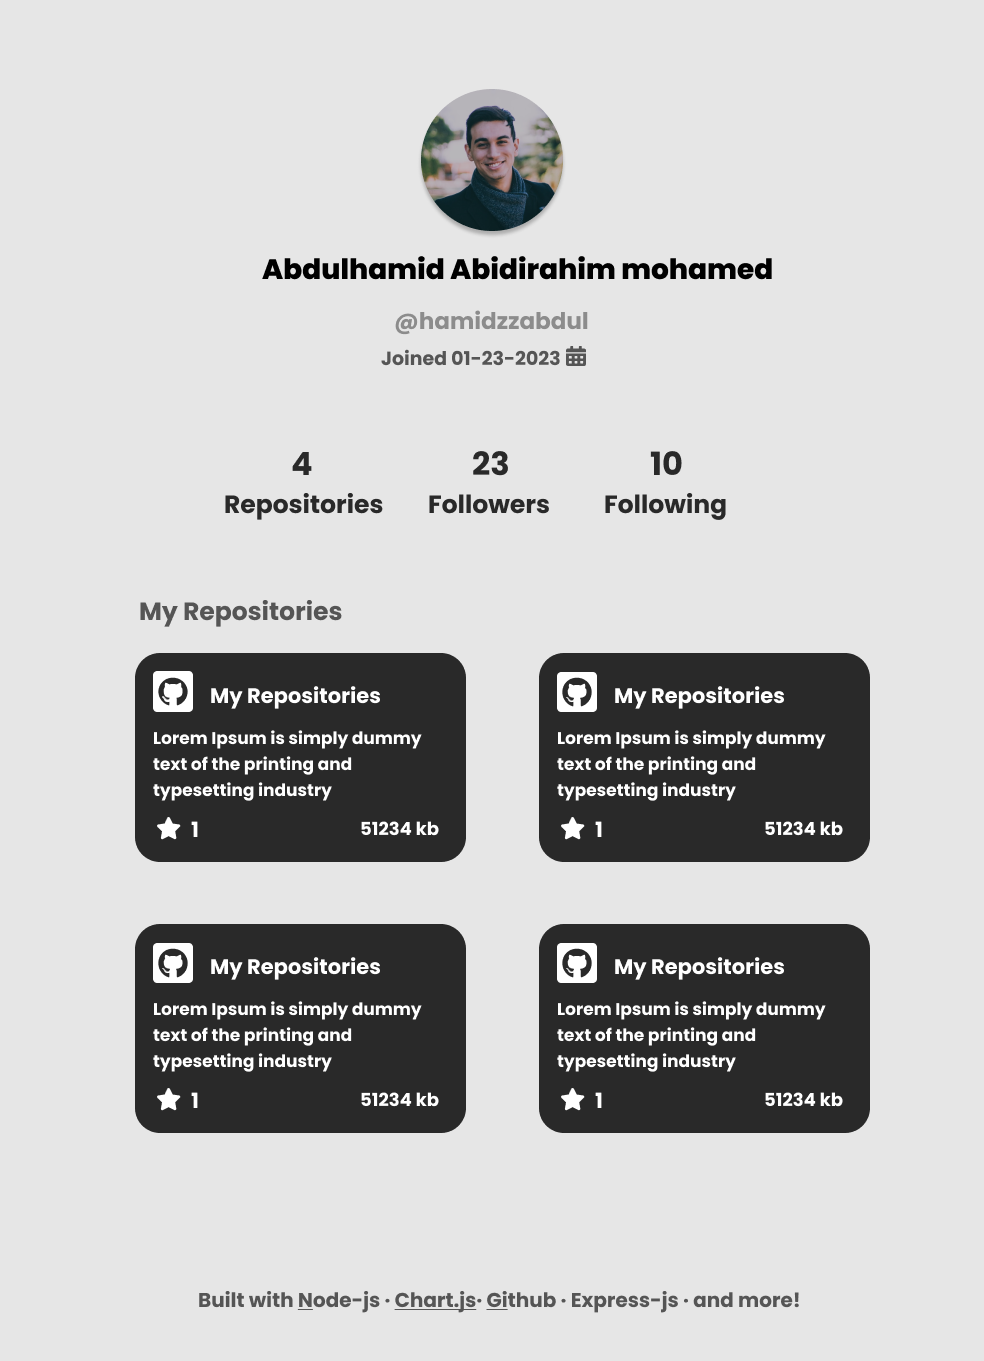 Abdulhamid Abidirahim mohamed
@hamidzzabdul
Joined 01-23-2023
4 23 10
Repositories Followers Following
My Repositories
My Repositories
Lorem Ipsum is simply dummy
text of the printing and
typesetting industry
1 51234 kb
My Repositories
Lorem Ipsum is simply dummy
text of the printing and
typesetting industry
1 51234 kb
My Repositories
Lorem Ipsum is simply dummy
text of the printing and
typesetting industry
1 51234 kb
My Repositories
Lorem Ipsum is simply dummy
text of the printing and
typesetting industry
1 51234 kb
Built with Node-js · Chart.js· Github · Express-js · and more!